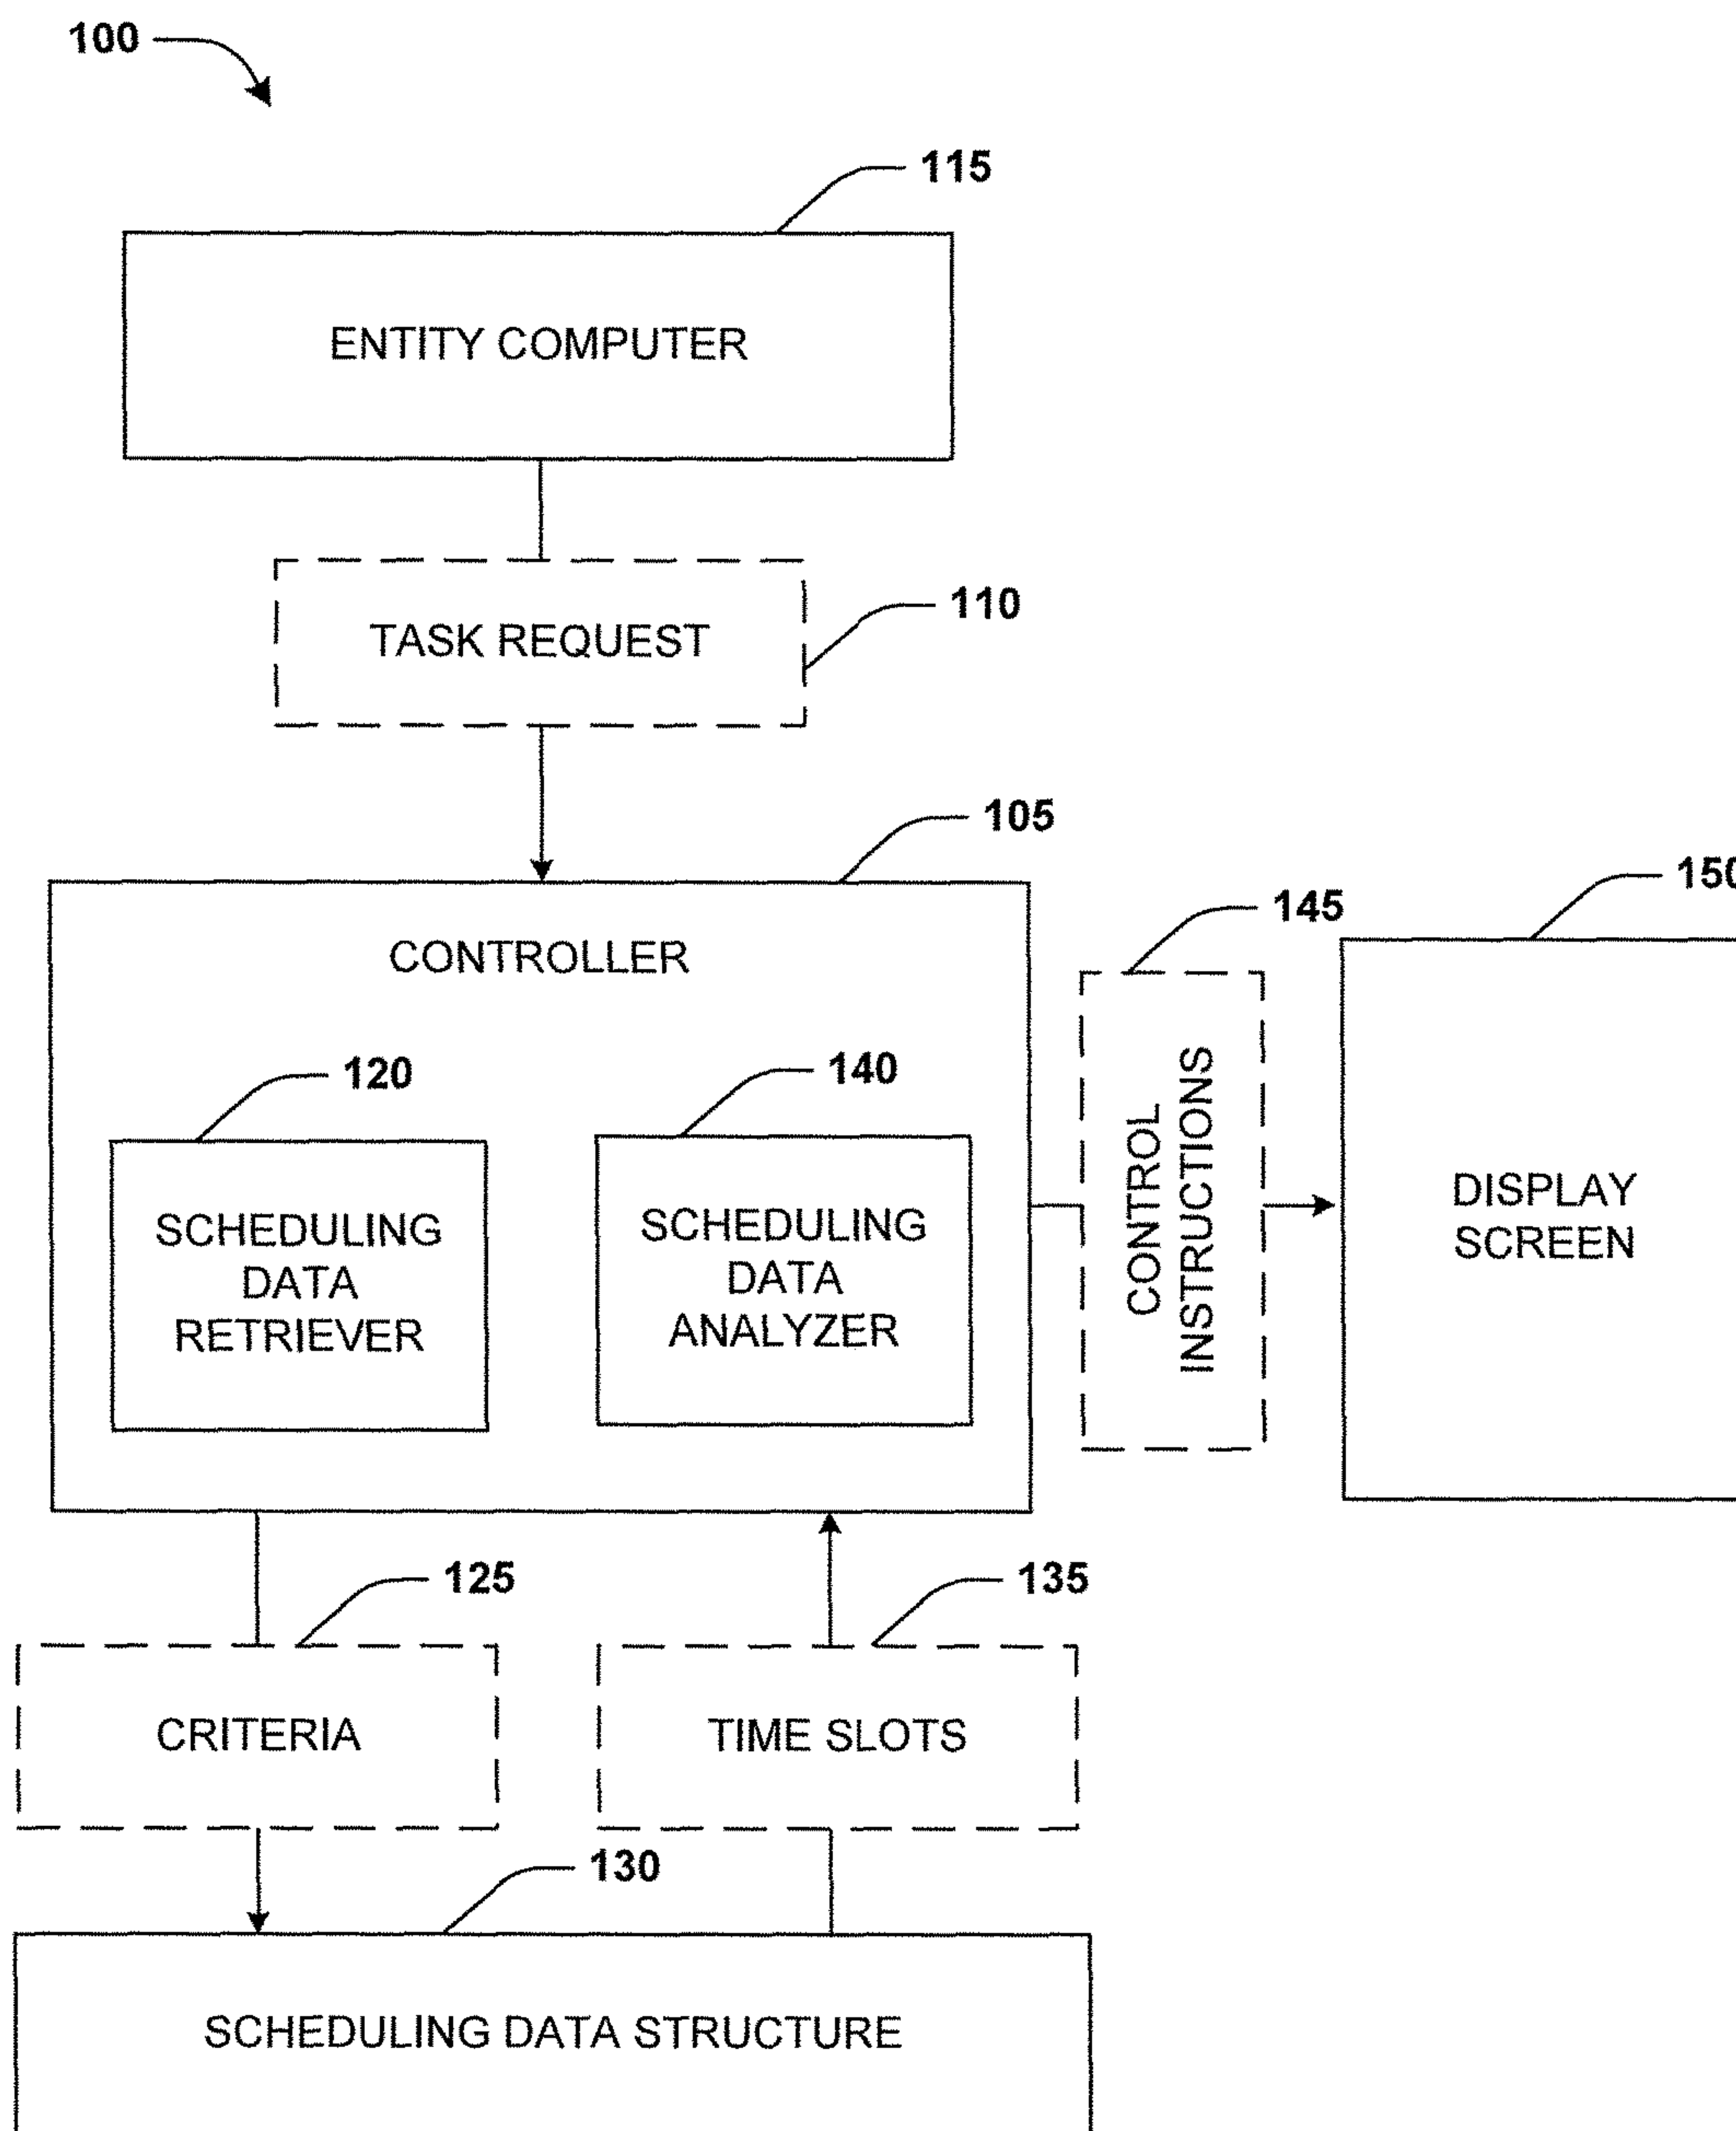 100
115
ENTITY COMPUTER
TASK REQUEST
110
105
150
145
CONTROLLER
CONTROL
INSTRUCTIONS
120
140
SCHEDULING
DATA
RETRIEVER
SCHEDULING
DATA
ANALYZER
DISPLAY
SCREEN
125
135
CRITERIA
TIME SLOTS
130
SCHEDULING DATA STRUCTURE